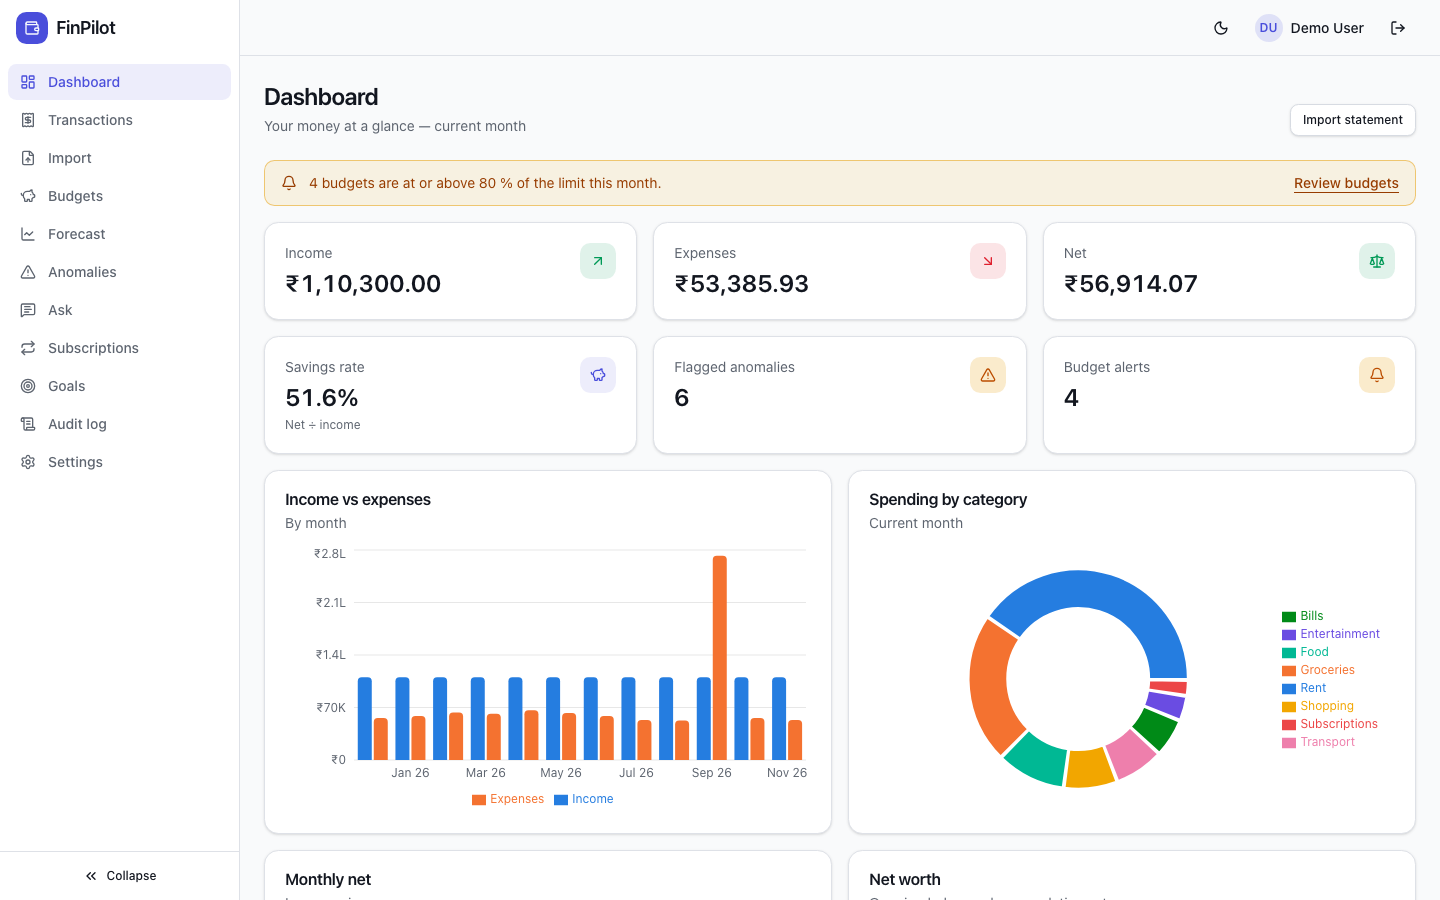 FinPilot
DU
Demo User
Dashboard
Transactions
Import
Budgets
Forecast
Anomalies
Ask
Subscriptions
Goals
Audit log
Settings
Collapse
Dashboard
Your money at a glance — current month
Import statement
4 budgets are at or above 80 % of the limit this month.
Review budgets
Income
₹1,10,300.00
Expenses
₹53,385.93
Net
₹56,914.07
Savings rate
51.6%
Net ÷ income
Flagged anomalies
6
Budget alerts
4
Income vs expenses
By month
₹2.8L
₹2.1L
₹1.4L
₹70K
₹0
Jan 26
Mar 26
May 26
Jul 26
Sep 26
Nov 26
Expenses
Income
Spending by category
Current month
Bills
Entertainment
Food
Groceries
Rent
Shopping
Subscriptions
Transport
Monthly net
Net worth